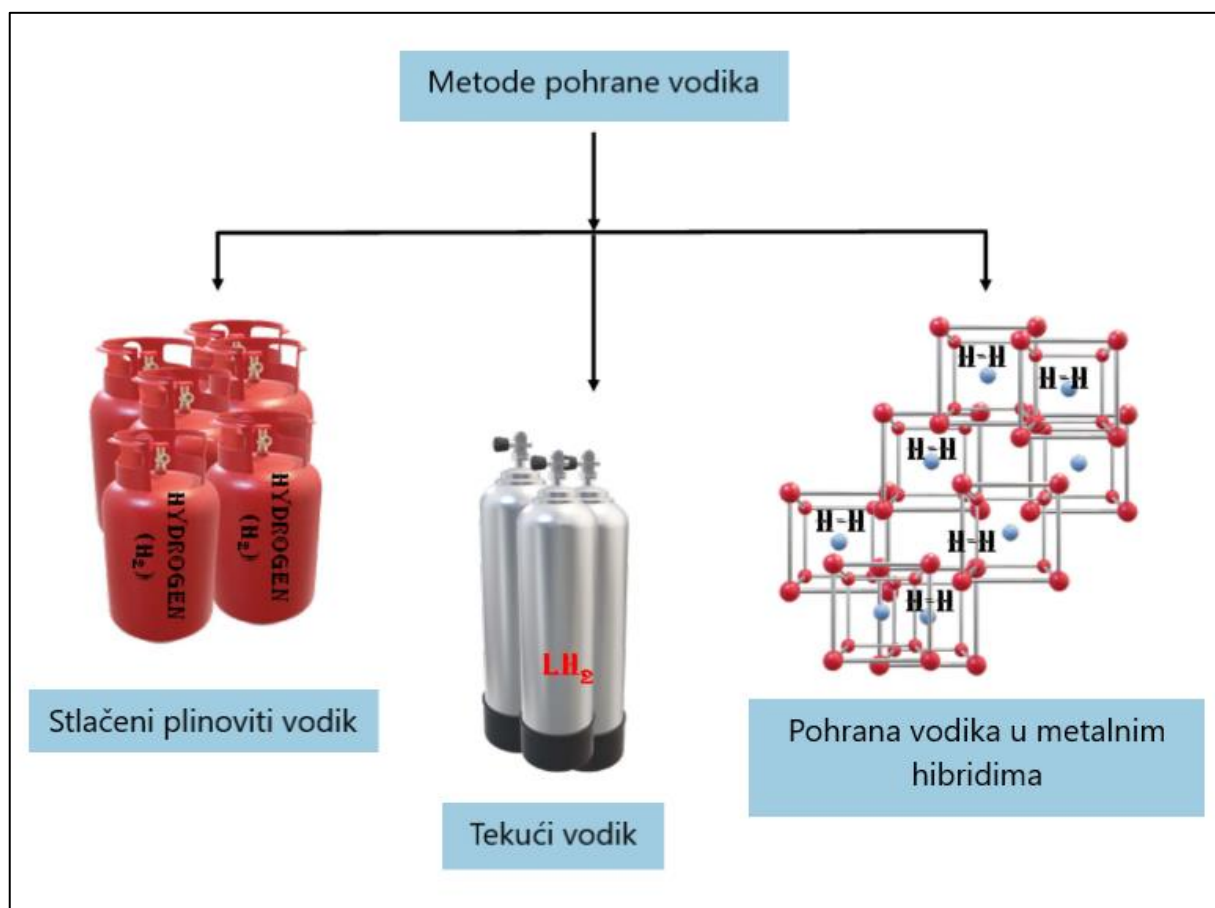 Metode pohrane vodika
HYDROGEN
(H₂)
HYDROGEN
(H₂)
LH₂
H-H
H-H
H-H
H-H
H-H
H-H
Stlačeni plinoviti vodik
Tekući vodik
Pohrana vodika u metalnim
hibridima